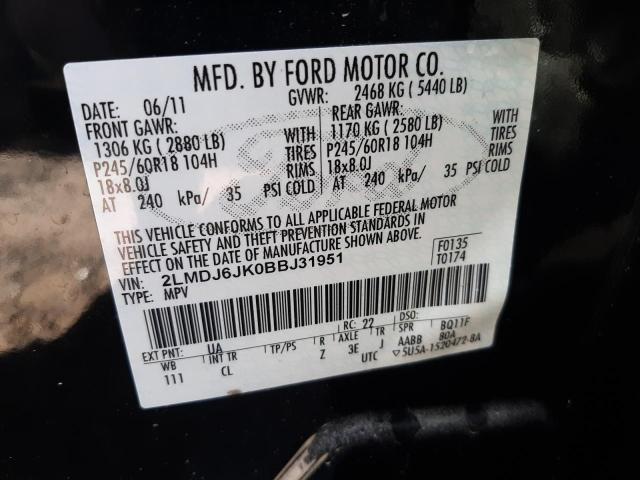 MFD. BY FORD MOTOR CO.
DATE: 06/11 GVWR: 2468 KG ( 5440 LB)
FRONT GAWR: REAR GAWR:
1306 KG ( 2880 LB) WITH 1170 KG ( 2580 LB) WITH
P245/60R18 104H TIRES P245/60R18 104H TIRES
18x8.0J RIMS 18x8.0J RIMS
AT 240 kPa/ 35 PSI COLD AT 240 kPa/ 35 PSI COLD
THIS VEHICLE CONFORMS TO ALL APPLICABLE FEDERAL MOTOR
VEHICLE SAFETY AND THEFT PREVENTION STANDARDS IN
EFFECT ON THE DATE OF MANUFACTURE SHOWN ABOVE.
VIN: 2LMDJ6JK0BBJ31951 F0135
TYPE: MPV T0174
EXT PNT: UA RC: 22 DSO:
WB INT TR TP/PS R AXLE TR SPR BQ11F
111 CL Z 3E J AABB 80A
UTC ▽5U5A-1520472-BA